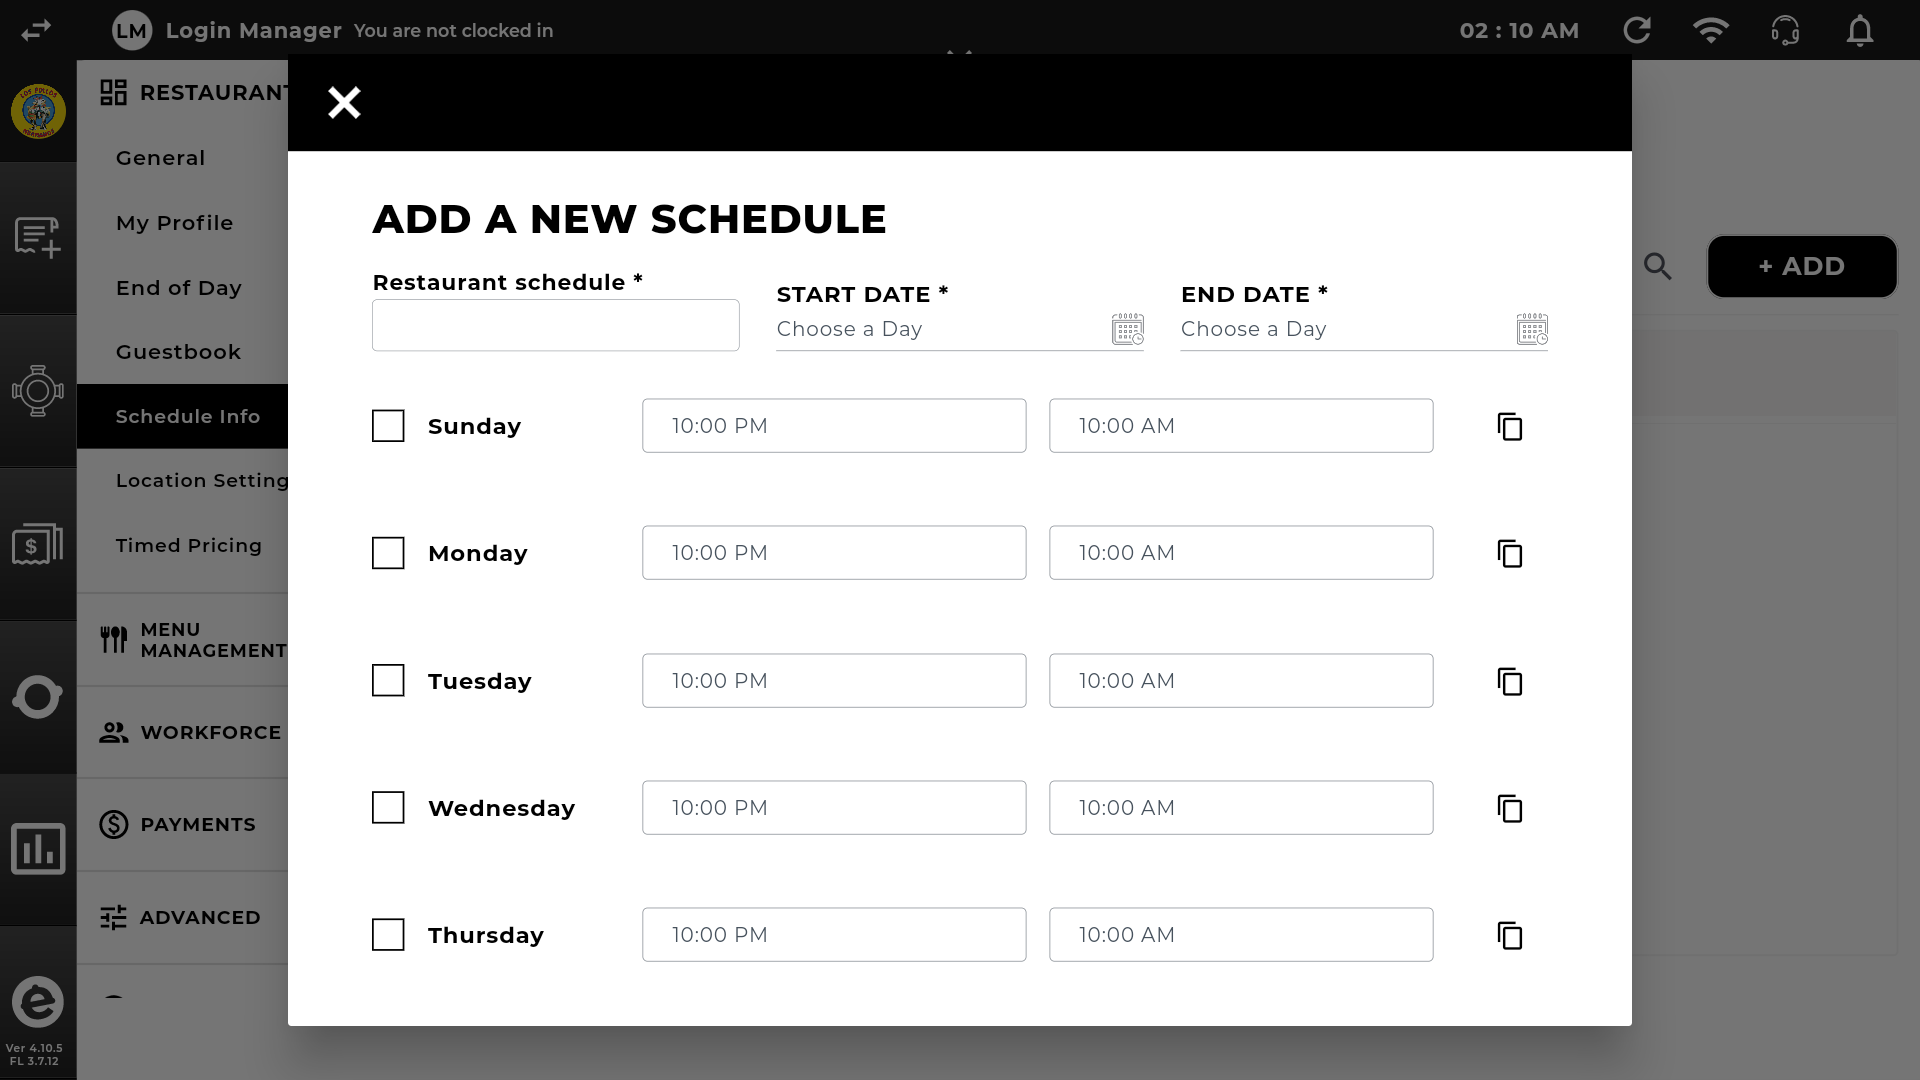 LM Login Manager You are not clocked in
02 : 10 AM
LOS POLLOS
HERMANOS
RESTAURANT
General
My Profile
End of Day
Guestbook
Schedule Info
Location Setting
Timed Pricing
MENU
MANAGEMENT
WORKFORCE
PAYMENTS
ADVANCED
Ver 4.10.5
FL 3.7.12
+ ADD
ADD A NEW SCHEDULE
Restaurant schedule *
START DATE *
Choose a Day
END DATE *
Choose a Day
Sunday 10:00 PM 10:00 AM
Monday 10:00 PM 10:00 AM
Tuesday 10:00 PM 10:00 AM
Wednesday 10:00 PM 10:00 AM
Thursday 10:00 PM 10:00 AM